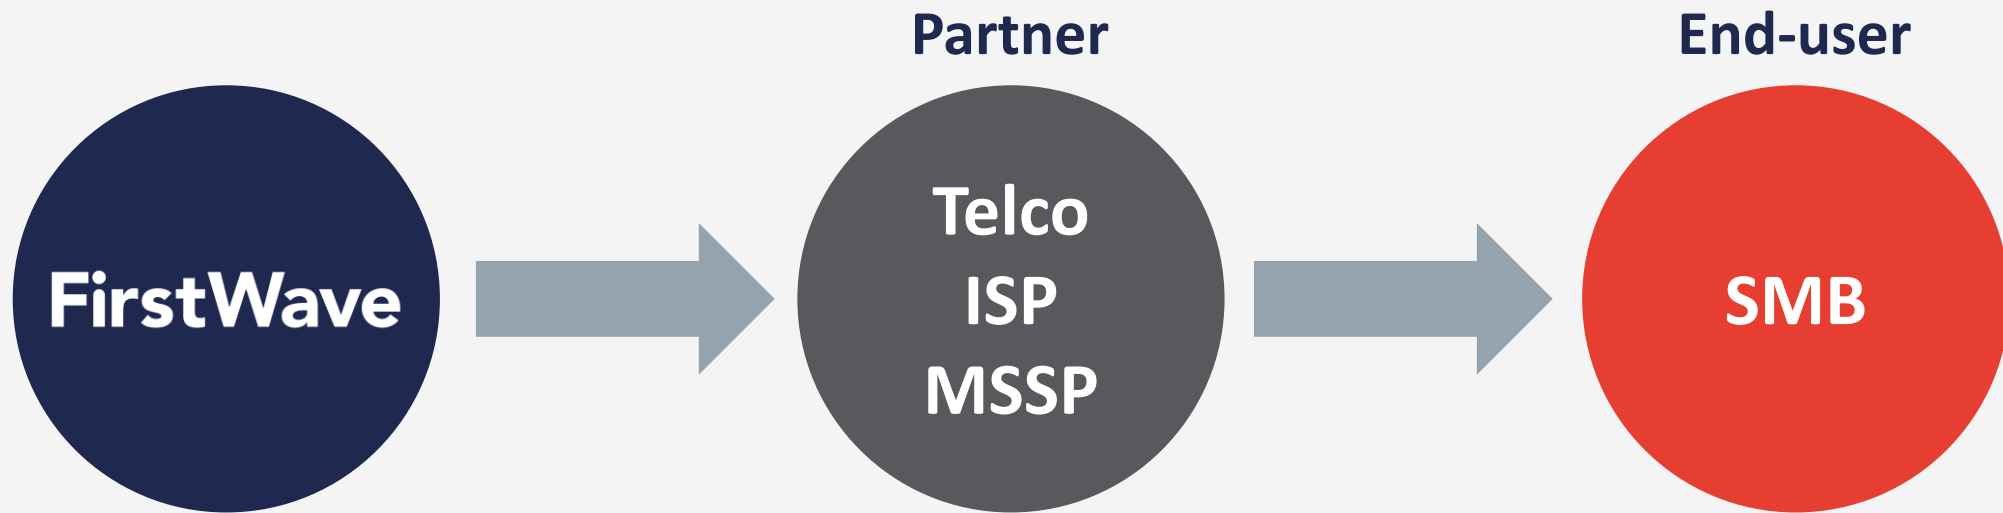 Partner
End-user
FirstWave
Telco
ISP
MSSP
SMB